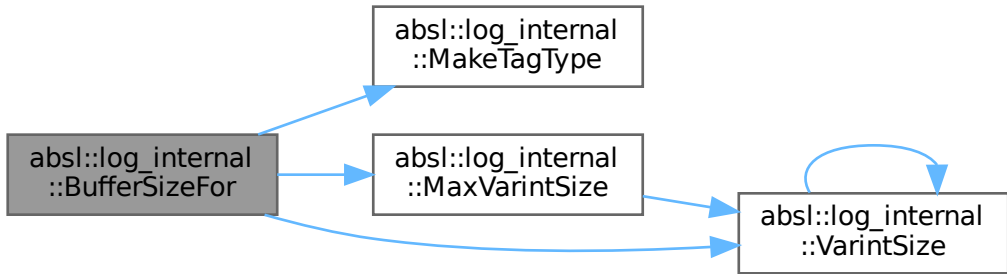 absl::log_internal
::MakeTagType
absl::log_internal
::BufferSizeFor
absl::log_internal
::MaxVarintSize
absl::log_internal
::VarintSize